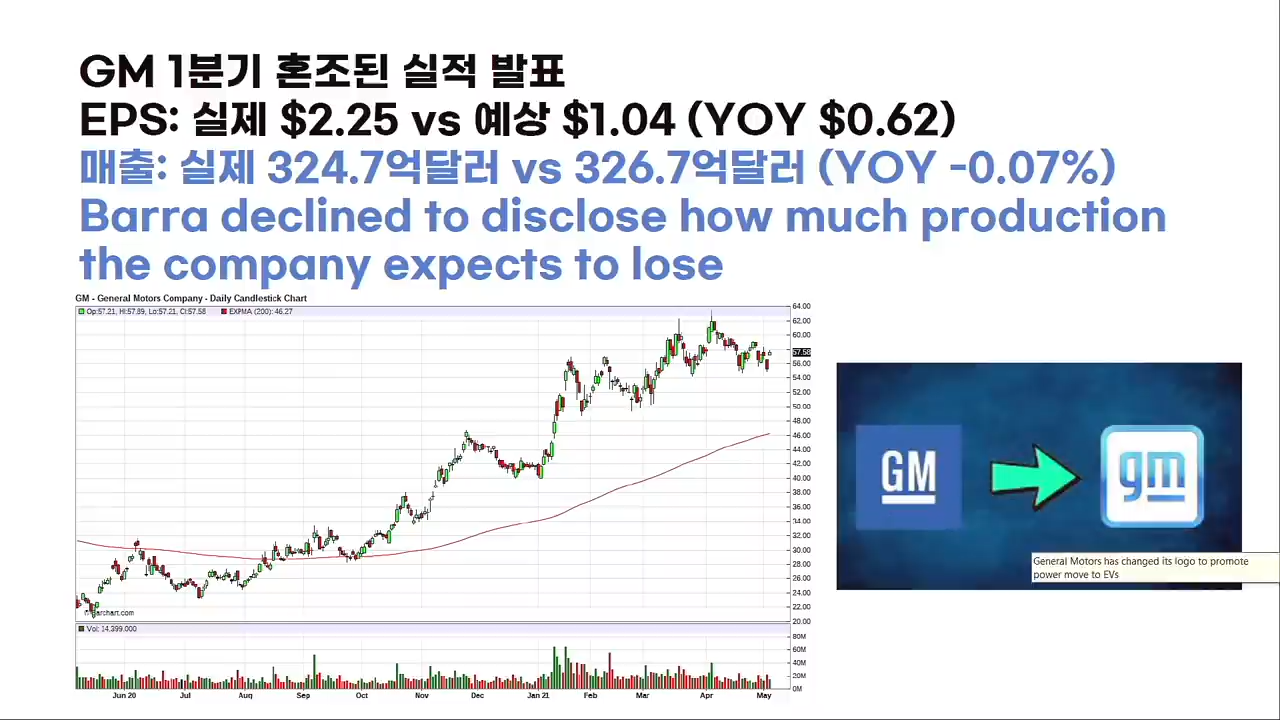 GM 1분기 혼조된 실적 발표
EPS: 실제 $2.25 vs 예상 $1.04 (YOY $0.62)
매출: 실제 324.7억달러 vs 326.7억달러 (YOY -0.07%)
Barra declined to disclose how much production
the company expects to lose
GM - General Motors Company - Daily Candlestick Chart
Op:57.21, Hi:57.89, Lo:57.21, Cl:57.58 EXPMA (200): 46.27
64.00
62.00
60.00
57.58
56.00
54.00
52.00
50.00
48.00
46.00
44.00
42.00
40.00
38.00
36.00
34.00
32.00
30.00
28.00
26.00
24.00
22.00
20.00
© Barchart.com
Vol: 14,399,000
80M
60M
40M
20M
0M
Jun 20 Jul Aug Sep Oct Nov Dec Jan 21 Feb Mar Apr May
GM
gm
General Motors has changed its logo to promote
power move to EVs